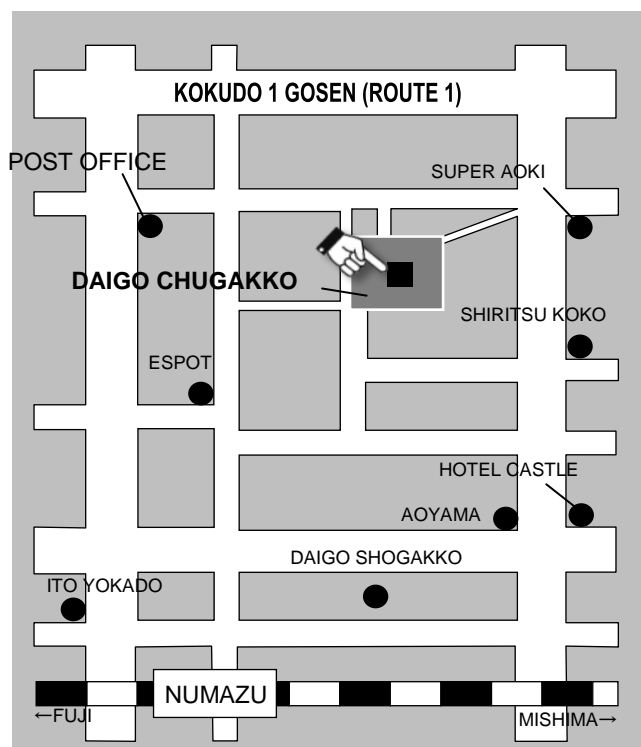 KOKUDO 1 GOSEN (ROUTE 1)
POST OFFICE
SUPER AOKI
DAIGO CHUGAKKO
SHIRITSU KOKO
ESPOT
HOTEL CASTLE
AOYAMA
DAIGO SHOGAKKO
ITO YOKADO
NUMAZU
←FUJI
MISHIMA→